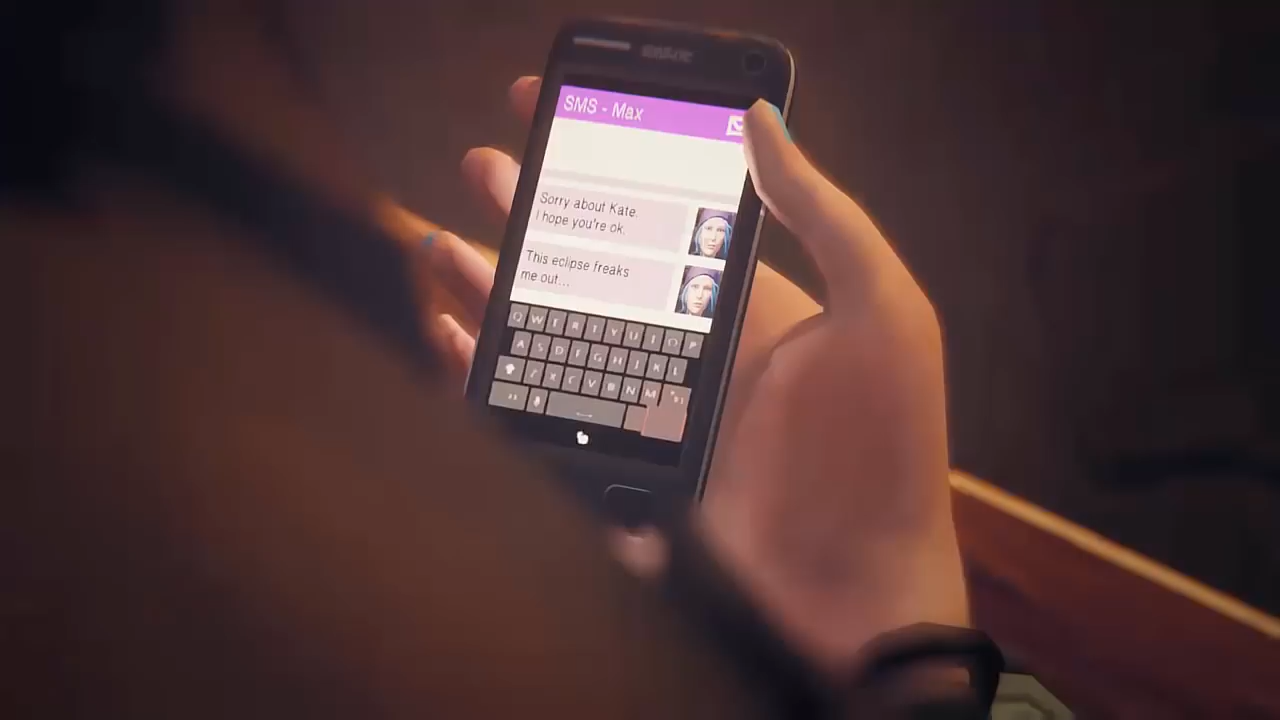 SMS - Max
Sorry about Kate.
I hope you're ok.
This eclipse freaks
me out...
Q W E R T Y U I O P
A S D F G H J K L
Z X C V B N M